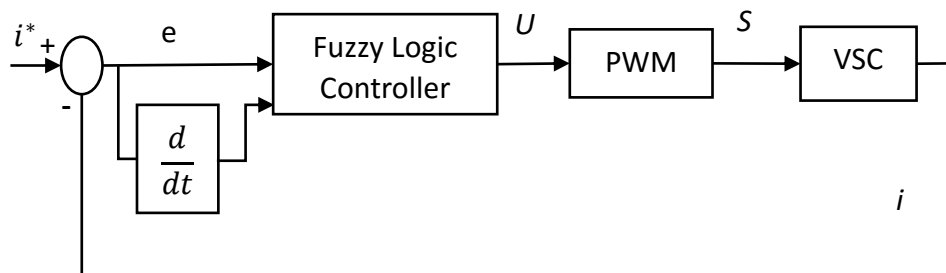 i* + e
-
d
dt
Fuzzy Logic
Controller
U
PWM
S
VSC
i